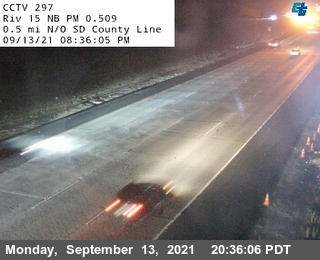 CCTV 297
Riv 15 NB PM 0.509
0.5 mi N/O SD County Line
09/13/21 08:36:05 PM
Monday, September 13, 2021 20:36:06 PDT